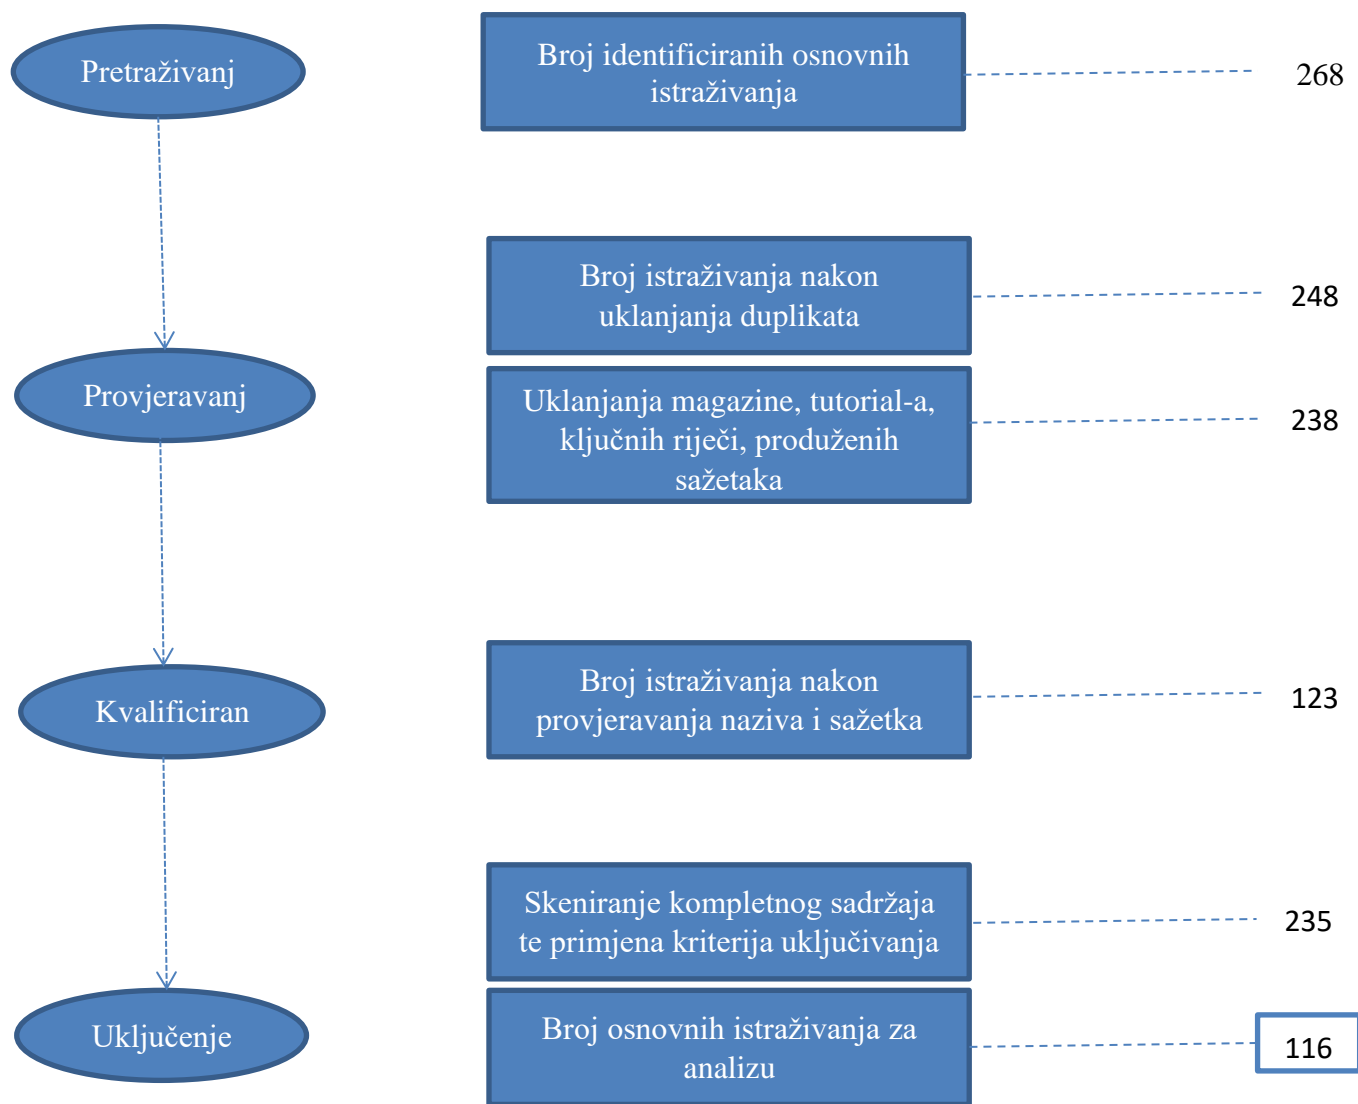 Pretraživanj
Broj identificiranih osnovnih
istraživanja
268
Broj istraživanja nakon
uklanjanja duplikata
248
Provjeravanj
Uklanjanja magazine, tutorial-a,
ključnih riječi, produženih
sažetaka
238
Kvalificiran
Broj istraživanja nakon
provjeravanja naziva i sažetka
123
Skeniranje kompletnog sadržaja
te primjena kriterija uključivanja
235
Uključenje
Broj osnovnih istraživanja za
analizu
116